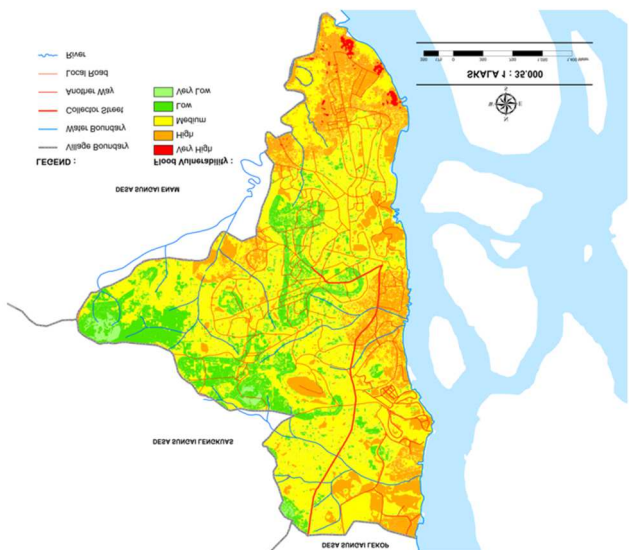 DESA SUNGAI LEKOP
DESA SUNGAI LENGKUAS
DESA SUNGAI ENAM
LEGEND :
Village Boundary
Water Boundary
Collector Street
Another Way
Local Road
River
Flood Vulnerability :
Very High
High
Medium
Low
Very Low
SKALA 1 : 35.000